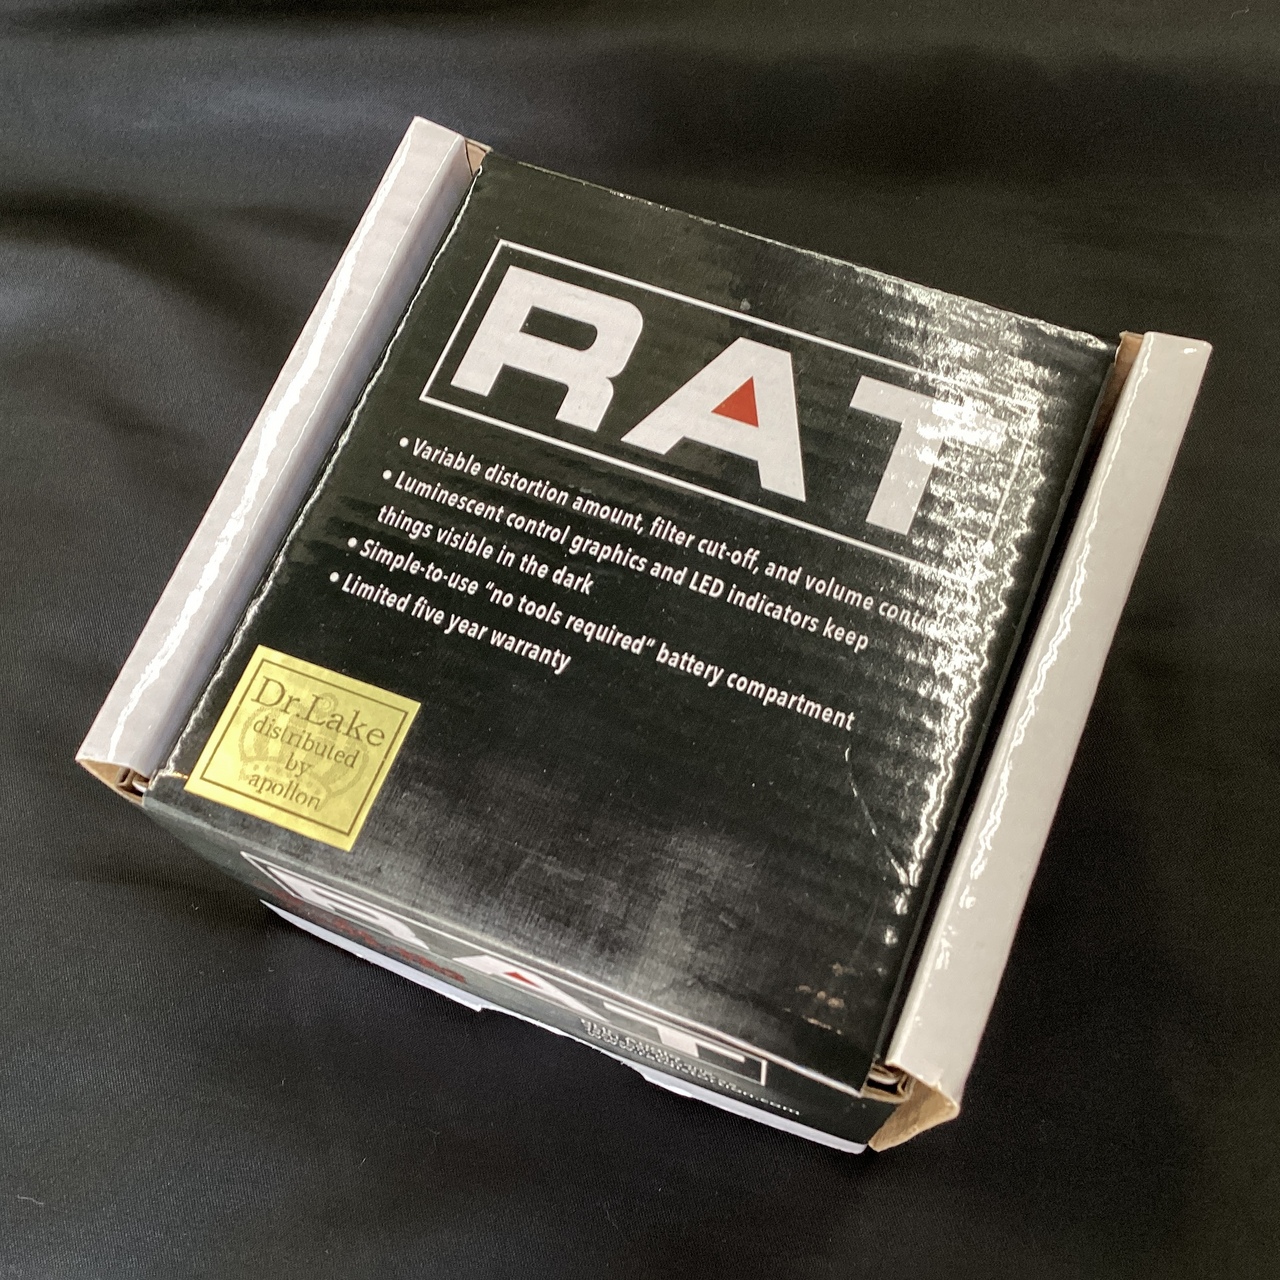 RAT
• Variable distortion amount, filter cut-off, and volume control
• Luminescent control graphics and LED indicators keep
things visible in the dark
• Simple-to-use "no tools required" battery compartment
• Limited five year warranty
Dr.Lake
distributed
by
apollon
RAT